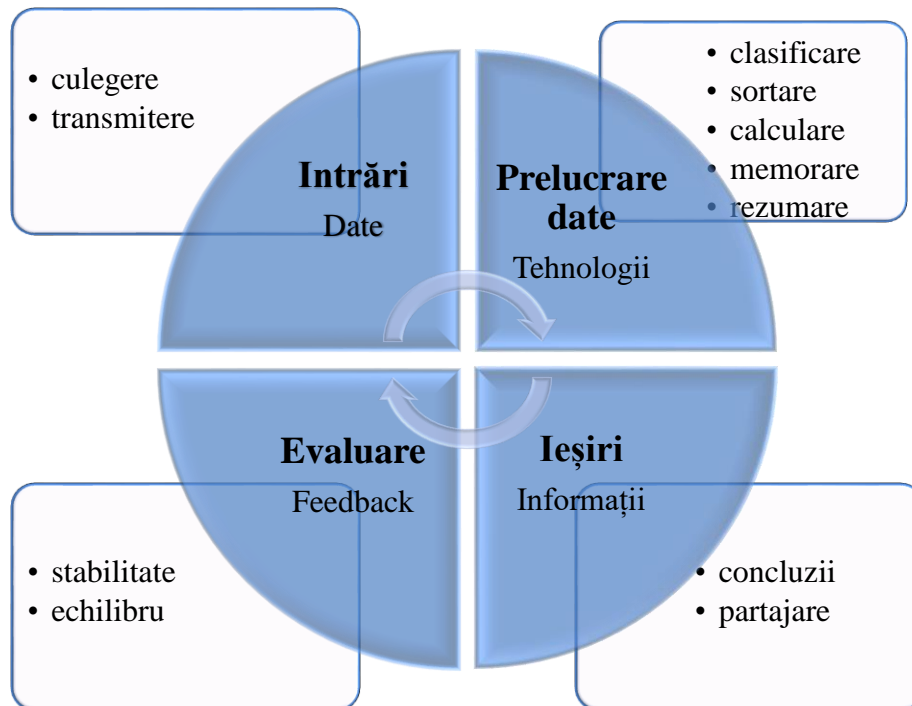 • culegere
• transmitere
Intrări
Date
• clasificare
• sortare
• calculare
• memorare
• rezumare
Prelucrare
date
Tehnologii
Evaluare
Feedback
• stabilitate
• echilibru
Ieșiri
Informații
• concluzii
• partajare